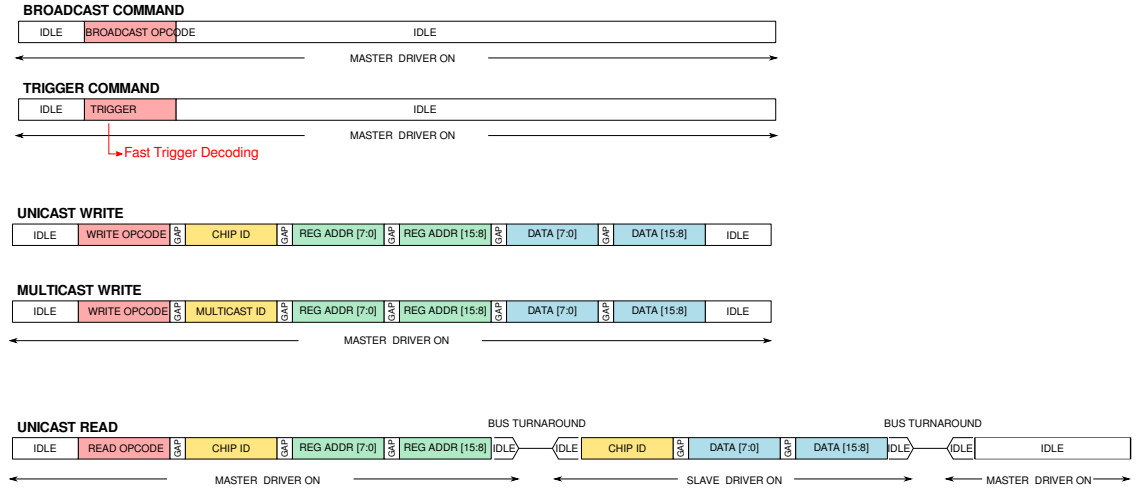 BROADCAST COMMAND
IDLE BROADCAST OPCODE IDLE
MASTER DRIVER ON
TRIGGER COMMAND
IDLE TRIGGER IDLE
MASTER DRIVER ON
Fast Trigger Decoding
UNICAST WRITE
IDLE WRITE OPCODE GAP CHIP ID GAP REG ADDR [7:0] GAP REG ADDR [15:8] GAP DATA [7:0] GAP DATA [15:8] IDLE
MULTICAST WRITE
IDLE WRITE OPCODE GAP MULTICAST ID GAP REG ADDR [7:0] GAP REG ADDR [15:8] GAP DATA [7:0] GAP DATA [15:8] IDLE
MASTER DRIVER ON
UNICAST READ BUS TURNAROUND BUS TURNAROUND
IDLE READ OPCODE GAP CHIP ID GAP REG ADDR [7:0] GAP REG ADDR [15:8] IDLE IDLE CHIP ID GAP DATA [7:0] GAP DATA [15:8] IDLE IDLE IDLE
MASTER DRIVER ON SLAVE DRIVER ON MASTER DRIVER ON